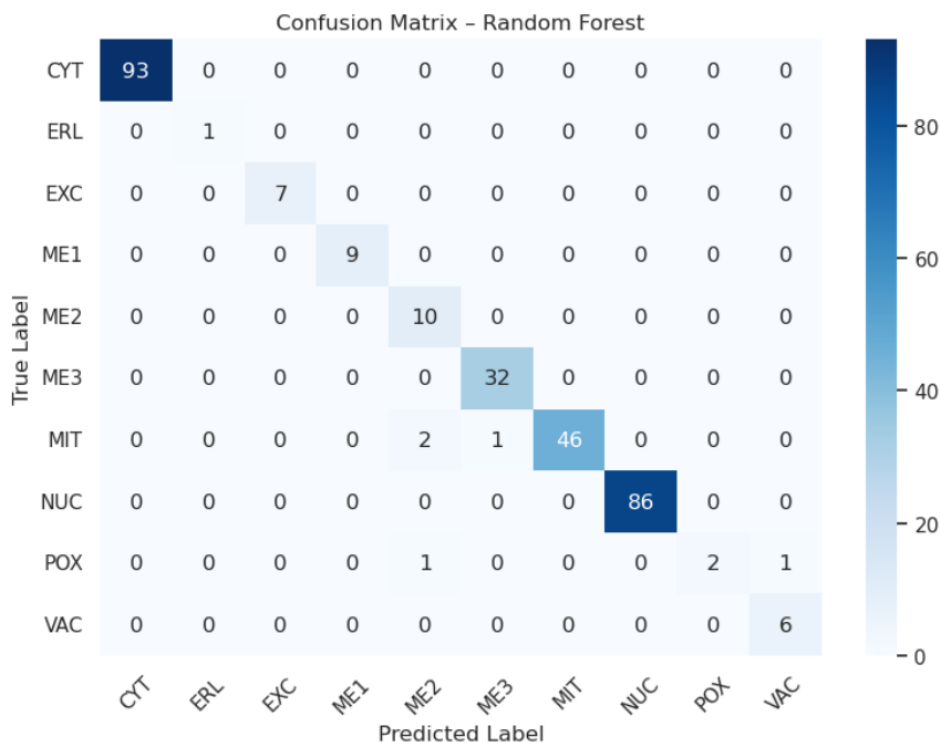 Confusion Matrix – Random Forest
True Label
CYT 93 0 0 0 0 0 0 0 0 0
ERL 0 1 0 0 0 0 0 0 0 0
EXC 0 0 7 0 0 0 0 0 0 0
ME1 0 0 0 9 0 0 0 0 0 0
ME2 0 0 0 0 10 0 0 0 0 0
ME3 0 0 0 0 0 32 0 0 0 0
MIT 0 0 0 0 2 1 46 0 0 0
NUC 0 0 0 0 0 0 0 86 0 0
POX 0 0 0 0 1 0 0 0 2 1
VAC 0 0 0 0 0 0 0 0 0 6
CYT ERL EXC ME1 ME2 ME3 MIT NUC POX VAC
Predicted Label
80
60
40
20
0